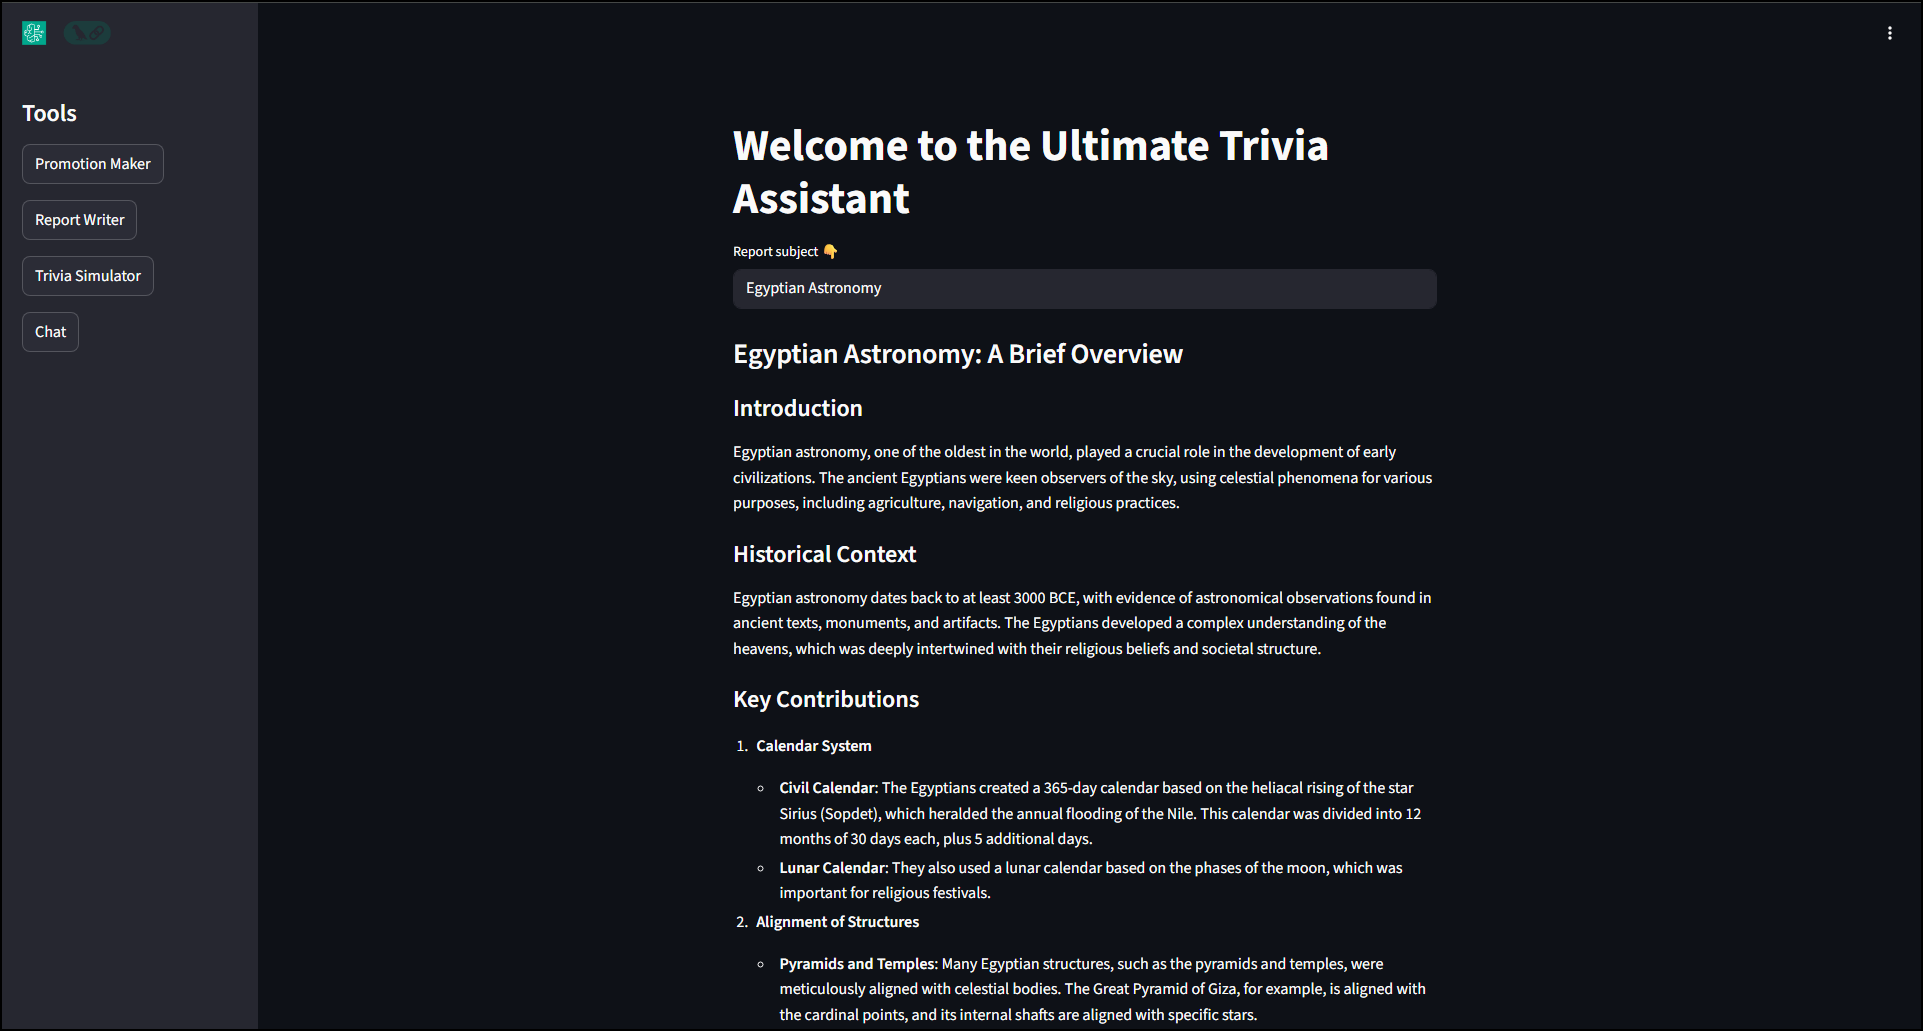 Tools
Promotion Maker
Report Writer
Trivia Simulator
Chat
Welcome to the Ultimate Trivia
Assistant
Report subject 👇
Egyptian Astronomy
Egyptian Astronomy: A Brief Overview
Introduction
Egyptian astronomy, one of the oldest in the world, played a crucial role in the development of early
civilizations. The ancient Egyptians were keen observers of the sky, using celestial phenomena for various
purposes, including agriculture, navigation, and religious practices.
Historical Context
Egyptian astronomy dates back to at least 3000 BCE, with evidence of astronomical observations found in
ancient texts, monuments, and artifacts. The Egyptians developed a complex understanding of the
heavens, which was deeply intertwined with their religious beliefs and societal structure.
Key Contributions
1. Calendar System
◦ Civil Calendar: The Egyptians created a 365-day calendar based on the heliacal rising of the star
Sirius (Sopdet), which heralded the annual flooding of the Nile. This calendar was divided into 12
months of 30 days each, plus 5 additional days.
◦ Lunar Calendar: They also used a lunar calendar based on the phases of the moon, which was
important for religious festivals.
2. Alignment of Structures
◦ Pyramids and Temples: Many Egyptian structures, such as the pyramids and temples, were
meticulously aligned with celestial bodies. The Great Pyramid of Giza, for example, is aligned with
the cardinal points, and its internal shafts are aligned with specific stars.